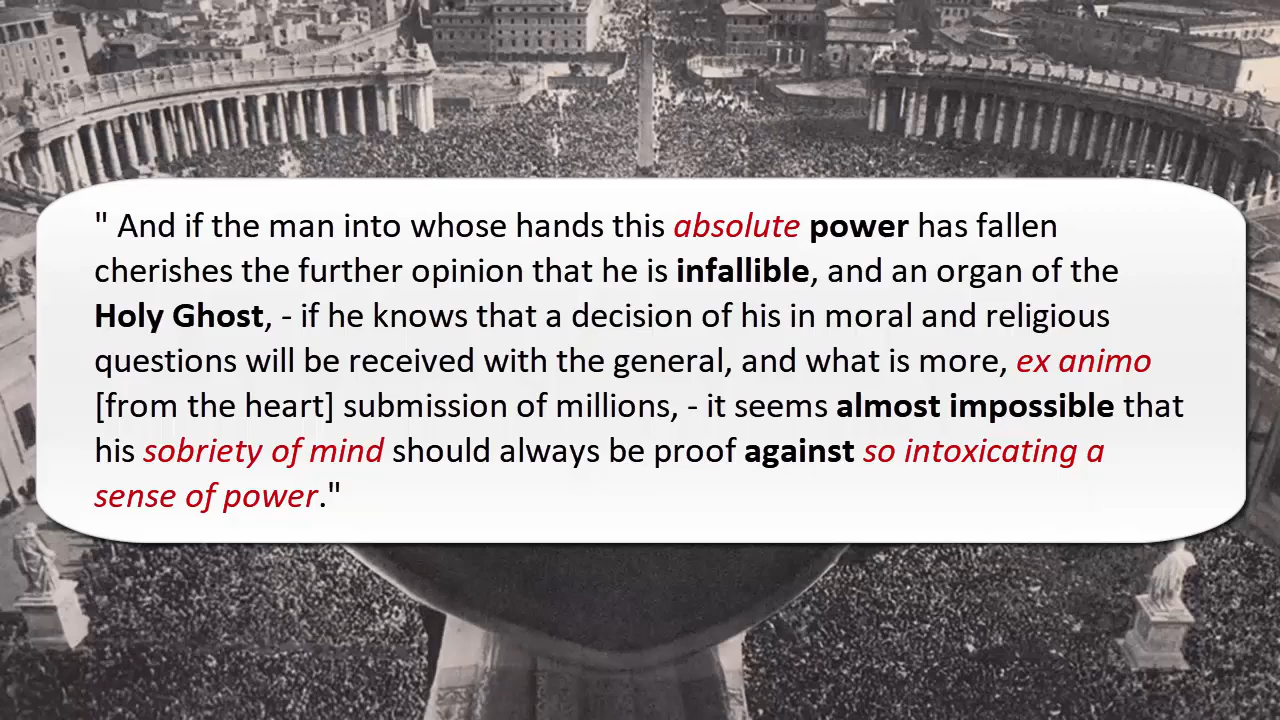 " And if the man into whose hands this absolute power has fallen
cherishes the further opinion that he is infallible, and an organ of the
Holy Ghost, - if he knows that a decision of his in moral and religious
questions will be received with the general, and what is more, ex animo
[from the heart] submission of millions, - it seems almost impossible that
his sobriety of mind should always be proof against so intoxicating a
sense of power."